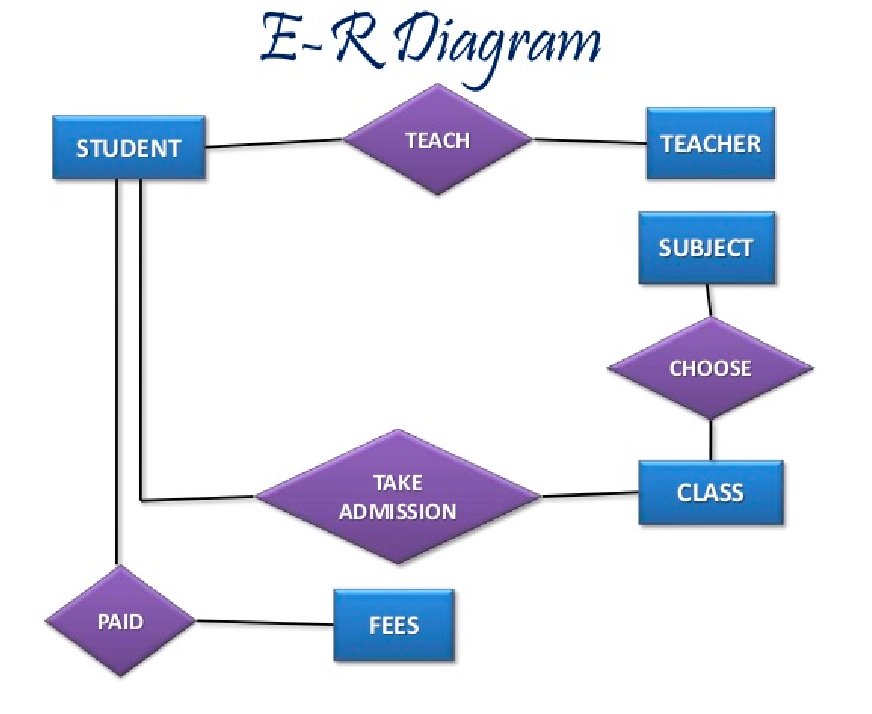 E-R Diagram
STUDENT
TEACH
TEACHER
SUBJECT
CHOOSE
TAKE
ADMISSION
CLASS
PAID
FEES